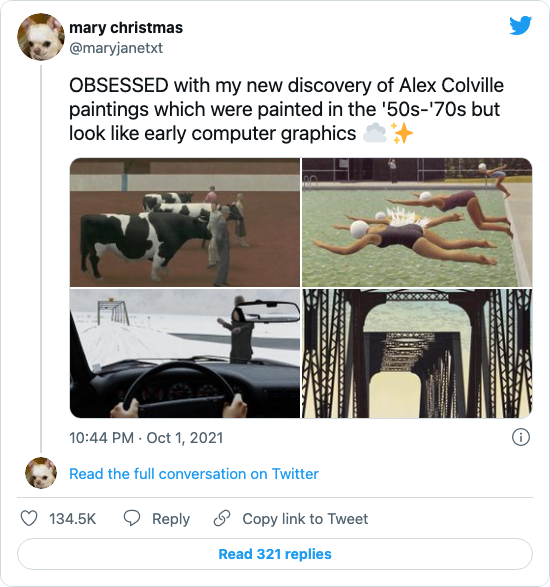 mary christmas
@maryjanetxt
OBSESSED with my new discovery of Alex Colville
paintings which were painted in the '50s-'70s but
look like early computer graphics ☁️✨
10:44 PM · Oct 1, 2021
Read the full conversation on Twitter
134.5K Reply Copy link to Tweet
Read 321 replies